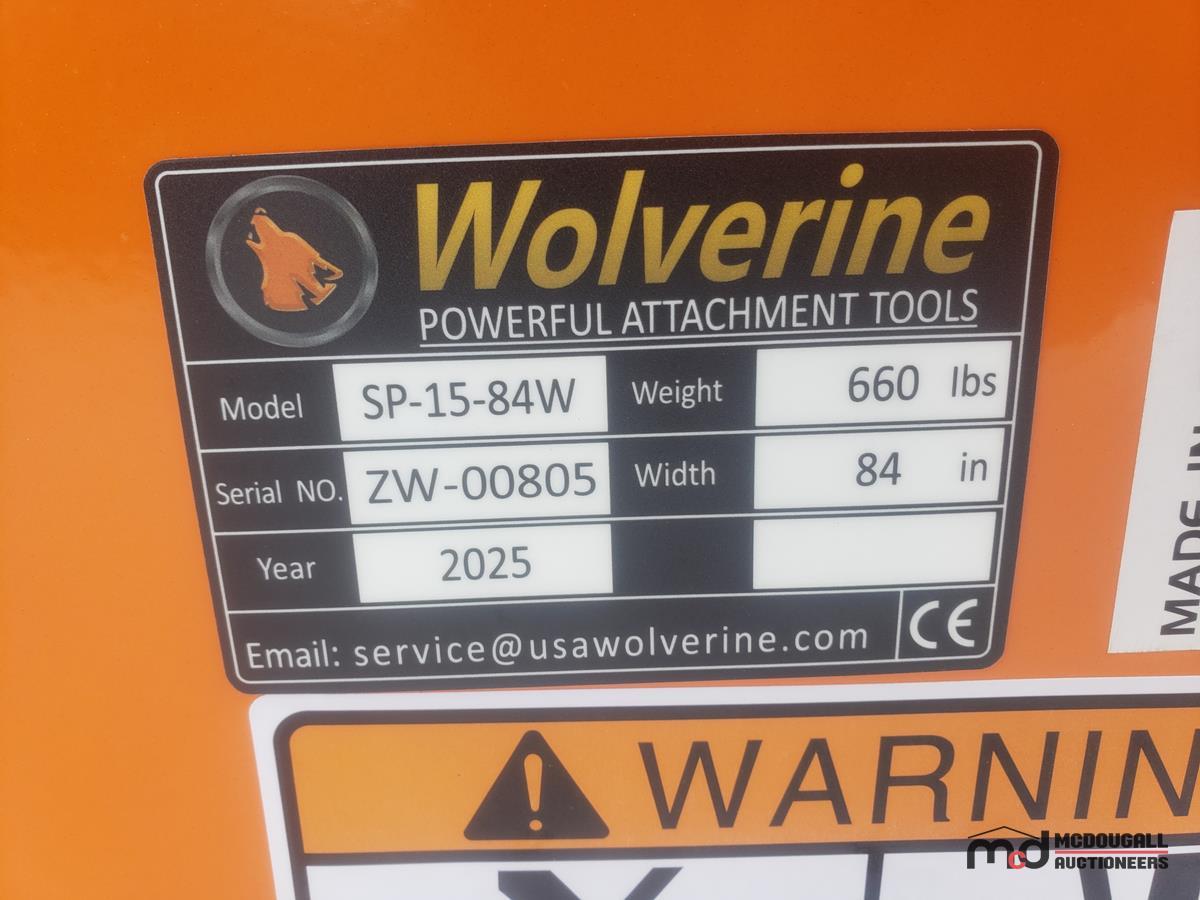 Wolverine
POWERFUL ATTACHMENT TOOLS
Model SP-15-84W Weight 660 lbs
Serial NO. ZW-00805 Width 84 in
Year 2025
Email: service@usawolverine.com CE
MADE IN
WARNIN
mcd MCDOUGALL
AUCTIONEERS